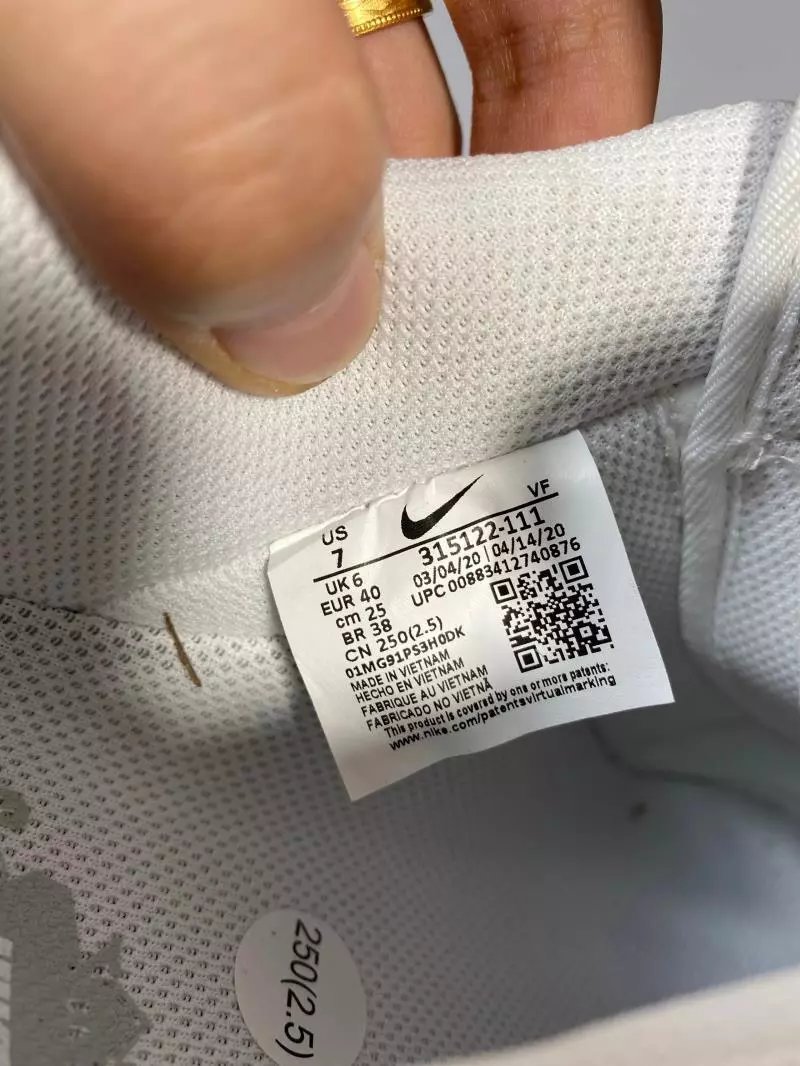 US
7
VF
315122-111
03/04/20 | 04/14/20
UPC 00883412740876
UK 6
EUR 40
cm 25
BR 38
CN 250(2.5)
01MG91PS3H0DK
MADE IN VIETNAM
HECHO EN VIETNAM
FABRIQUE AU VIETNAM
FABRICADO NO VIETNÃ
This product is covered by one or more patents:
www.nike.com/patentsvirtualmarking
250(2.5)